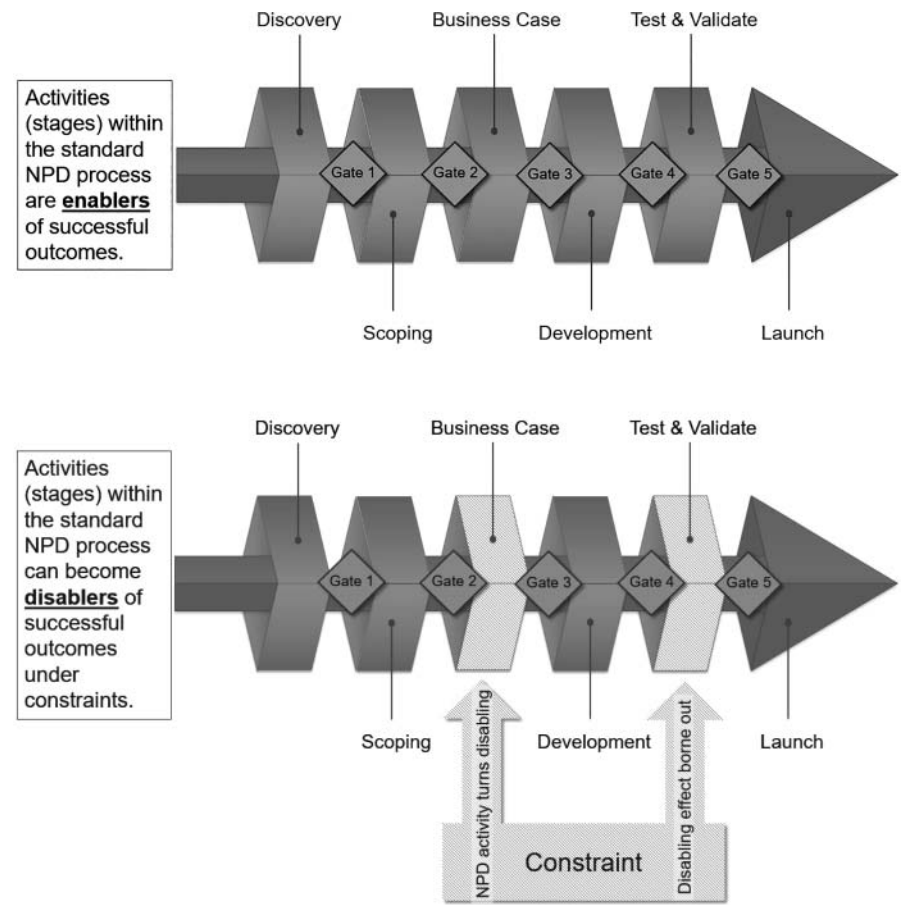 Discovery
Business Case
Test & Validate
Activities
(stages) within
the standard
NPD process
are enablers
of successful
outcomes.
Gate 1
Gate 2
Gate 3
Gate 4
Gate 5
Scoping
Development
Launch
Discovery
Business Case
Test & Validate
Activities
(stages) within
the standard
NPD process
can become
disablers of
successful
outcomes
under
constraints.
Gate 1
Gate 2
Gate 3
Gate 4
Gate 5
Scoping
Development
Launch
NPD activity turns disabling
Disabling effect borne out
Constraint